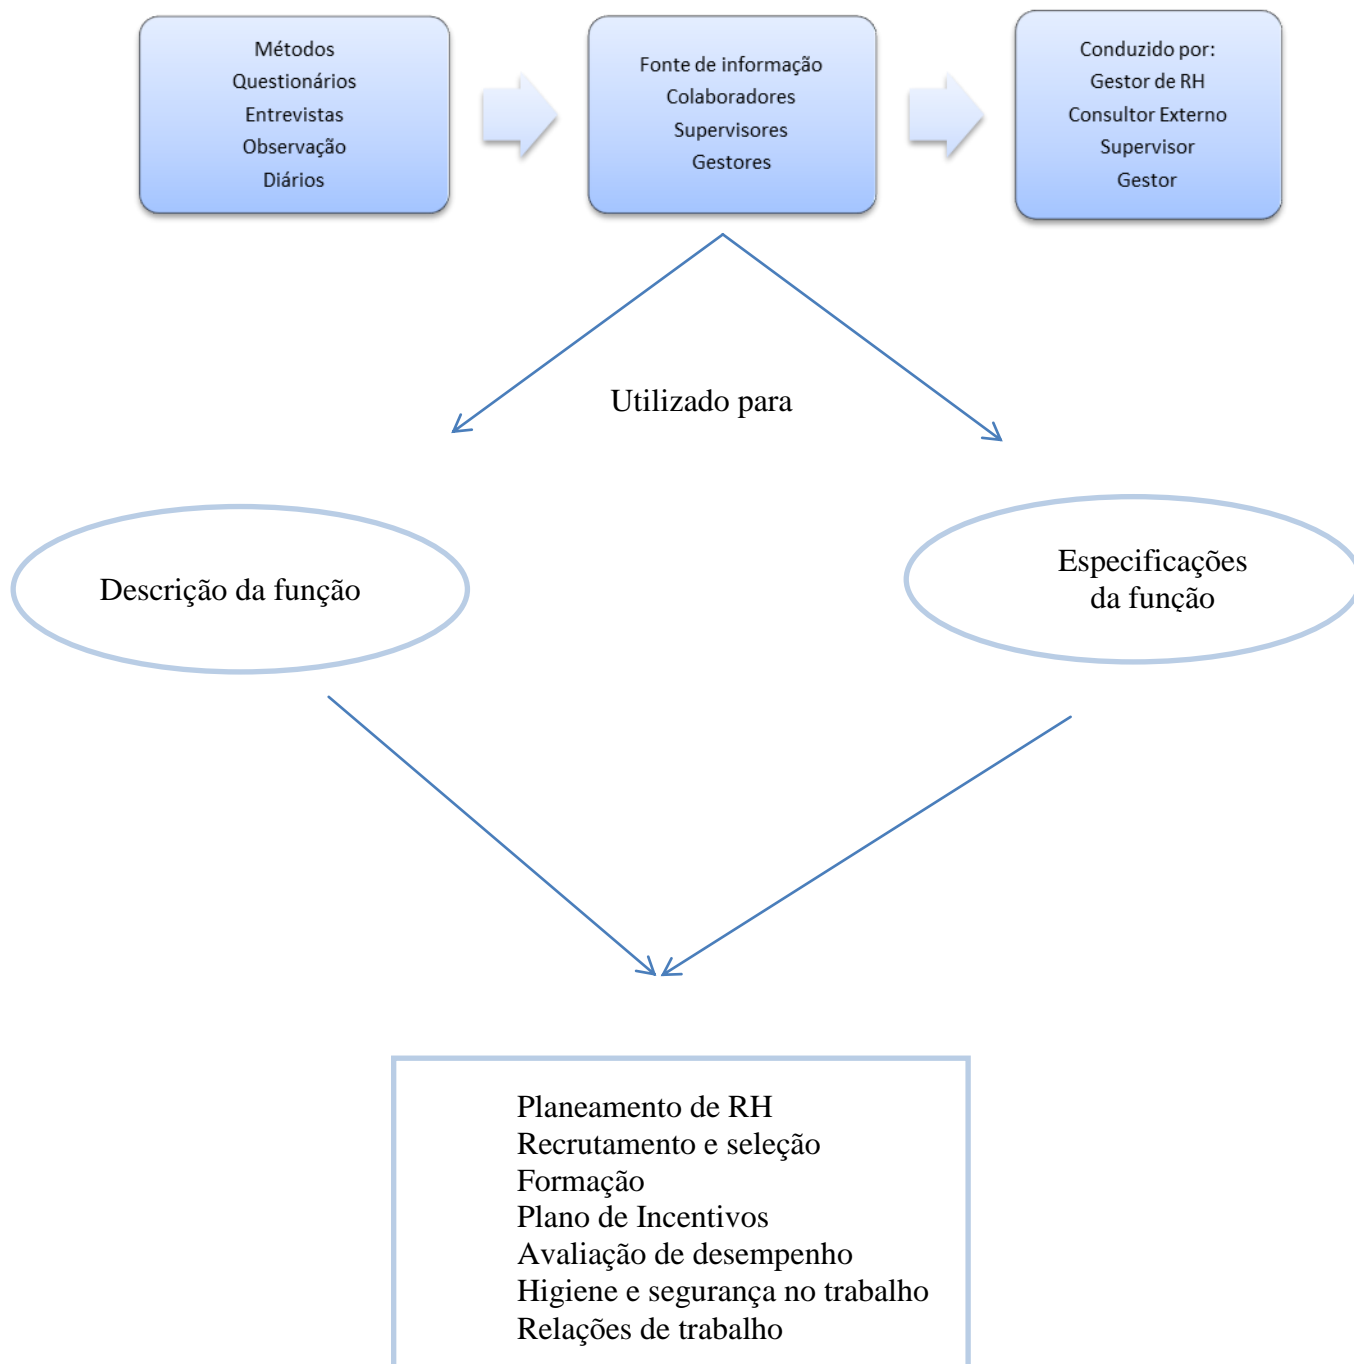 Métodos
Questionários
Entrevistas
Observação
Diários
Fonte de informação
Colaboradores
Supervisores
Gestores
Conduzido por:
Gestor de RH
Consultor Externo
Supervisor
Gestor
Utilizado para
Descrição da função
Especificações
da função
Planeamento de RH
Recrutamento e seleção
Formação
Plano de Incentivos
Avaliação de desempenho
Higiene e segurança no trabalho
Relações de trabalho